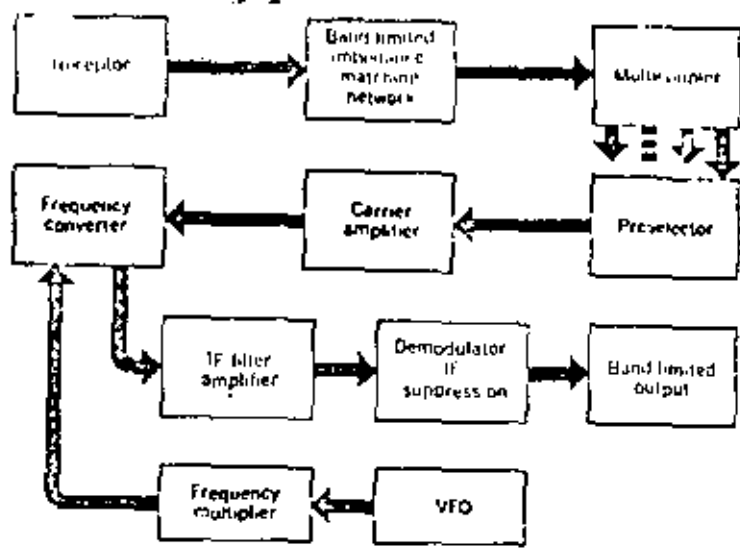 Band limited
impedance
matching
network
Multicoupler
Frequency
converter
Carrier
amplifier
Preselector
IF filter
amplifier
Demodulator
IF
suppression
Band limited
output
Frequency
multiplier
VFO